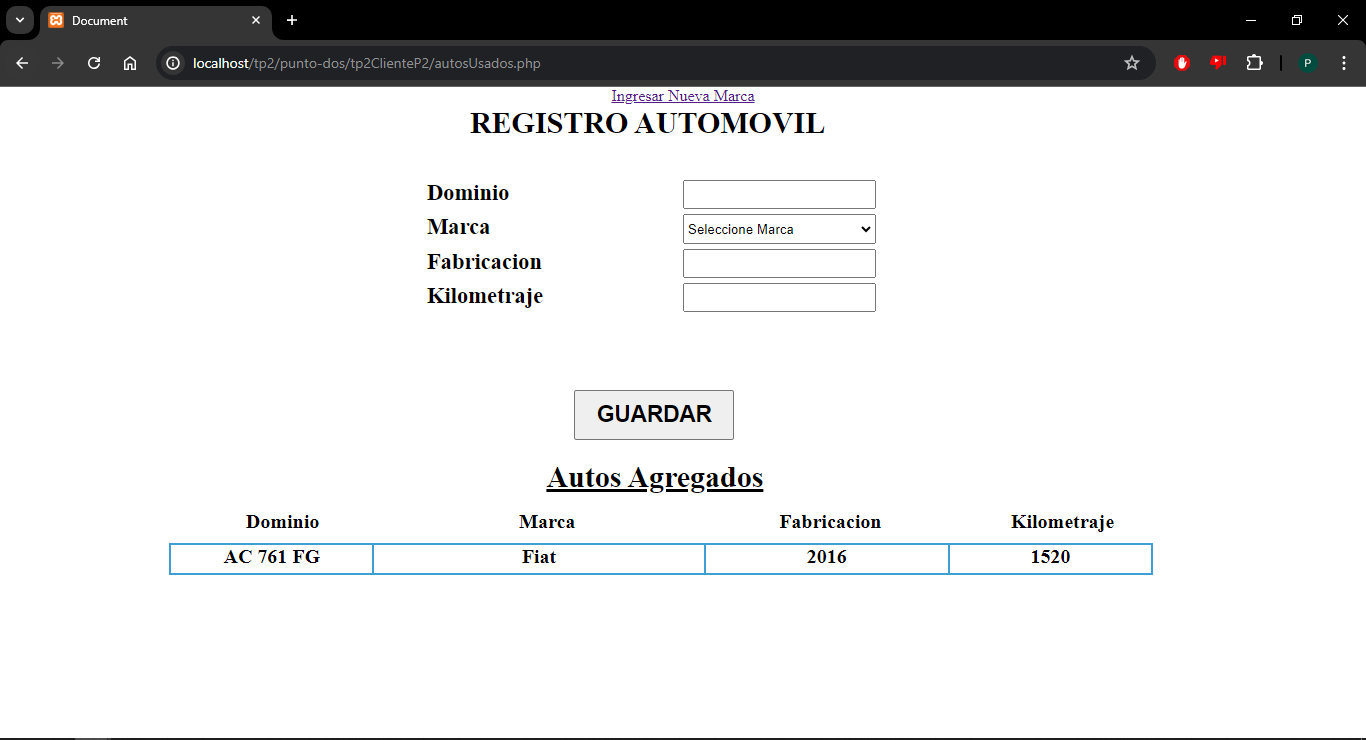 Document
localhost/tp2/punto-dos/tp2ClienteP2/autosUsados.php
P
Ingresar Nueva Marca
REGISTRO AUTOMOVIL
Dominio
Marca
Seleccione Marca
Fabricacion
Kilometraje
GUARDAR
Autos Agregados
Dominio Marca Fabricacion Kilometraje
AC 761 FG Fiat 2016 1520